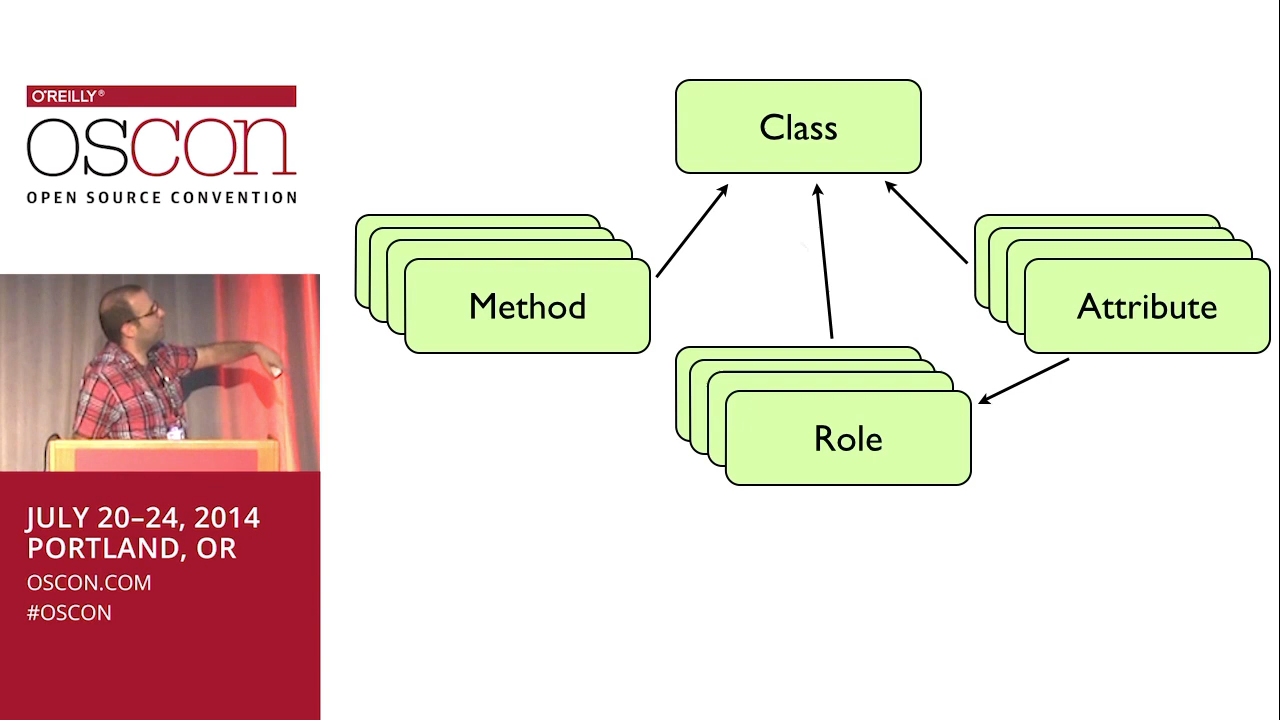 O'REILLY®
OSCON
OPEN SOURCE CONVENTION
JULY 20–24, 2014
PORTLAND, OR
OSCON.COM
#OSCON
Class
Method
Attribute
Role